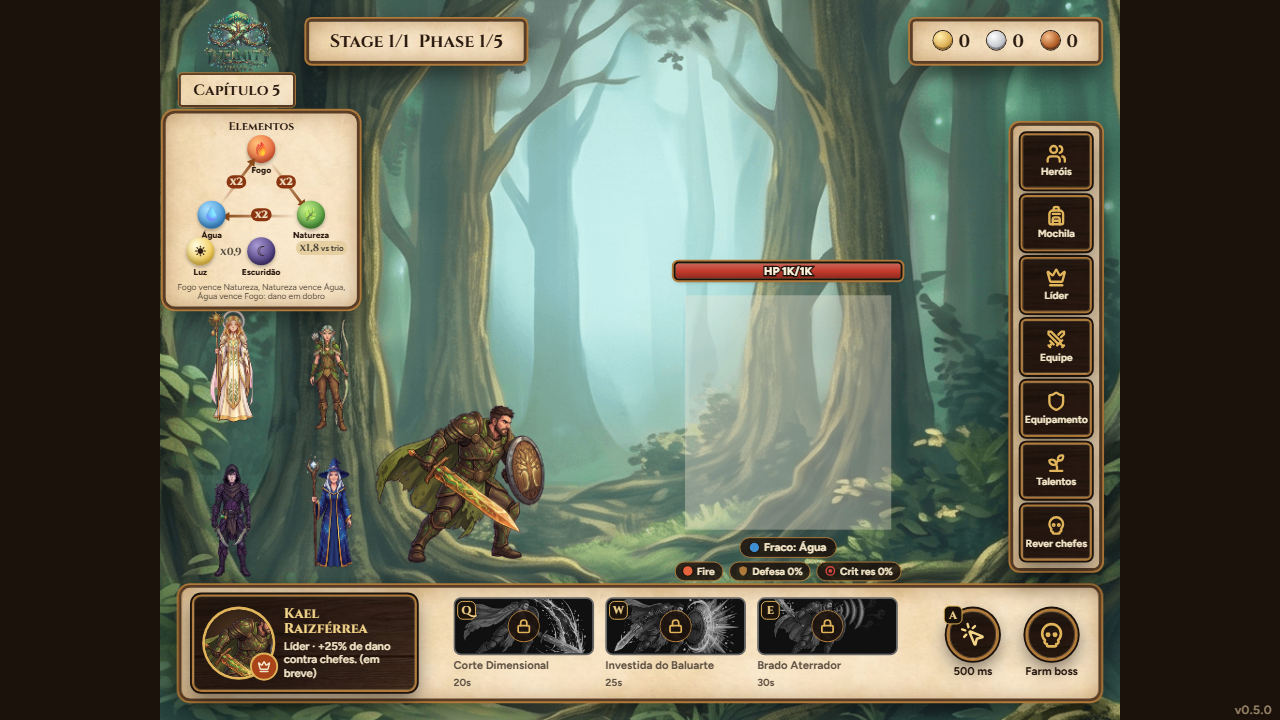 Stage 1/1 Phase 1/5
0 0 0
Capítulo 5
Elementos
Fogo
x2 x2
x2
Água Natureza
x0,9 x1,8 vs trio
Luz Escuridão
Fogo vence Natureza, Natureza vence Água,
Água vence Fogo: dano em dobro
Heróis
Mochila
Líder
Equipe
Equipamento
Talentos
Rever chefes
HP 1K/1K
Fraco: Água
Fire Defesa 0% Crit res 0%
Kael
Raizférrea
Líder · +25% de dano
contra chefes. (em
breve)
Q W E
Corte Dimensional Investida do Baluarte Brado Aterrador
20s 25s 30s
A
500 ms Farm boss
v0.5.0